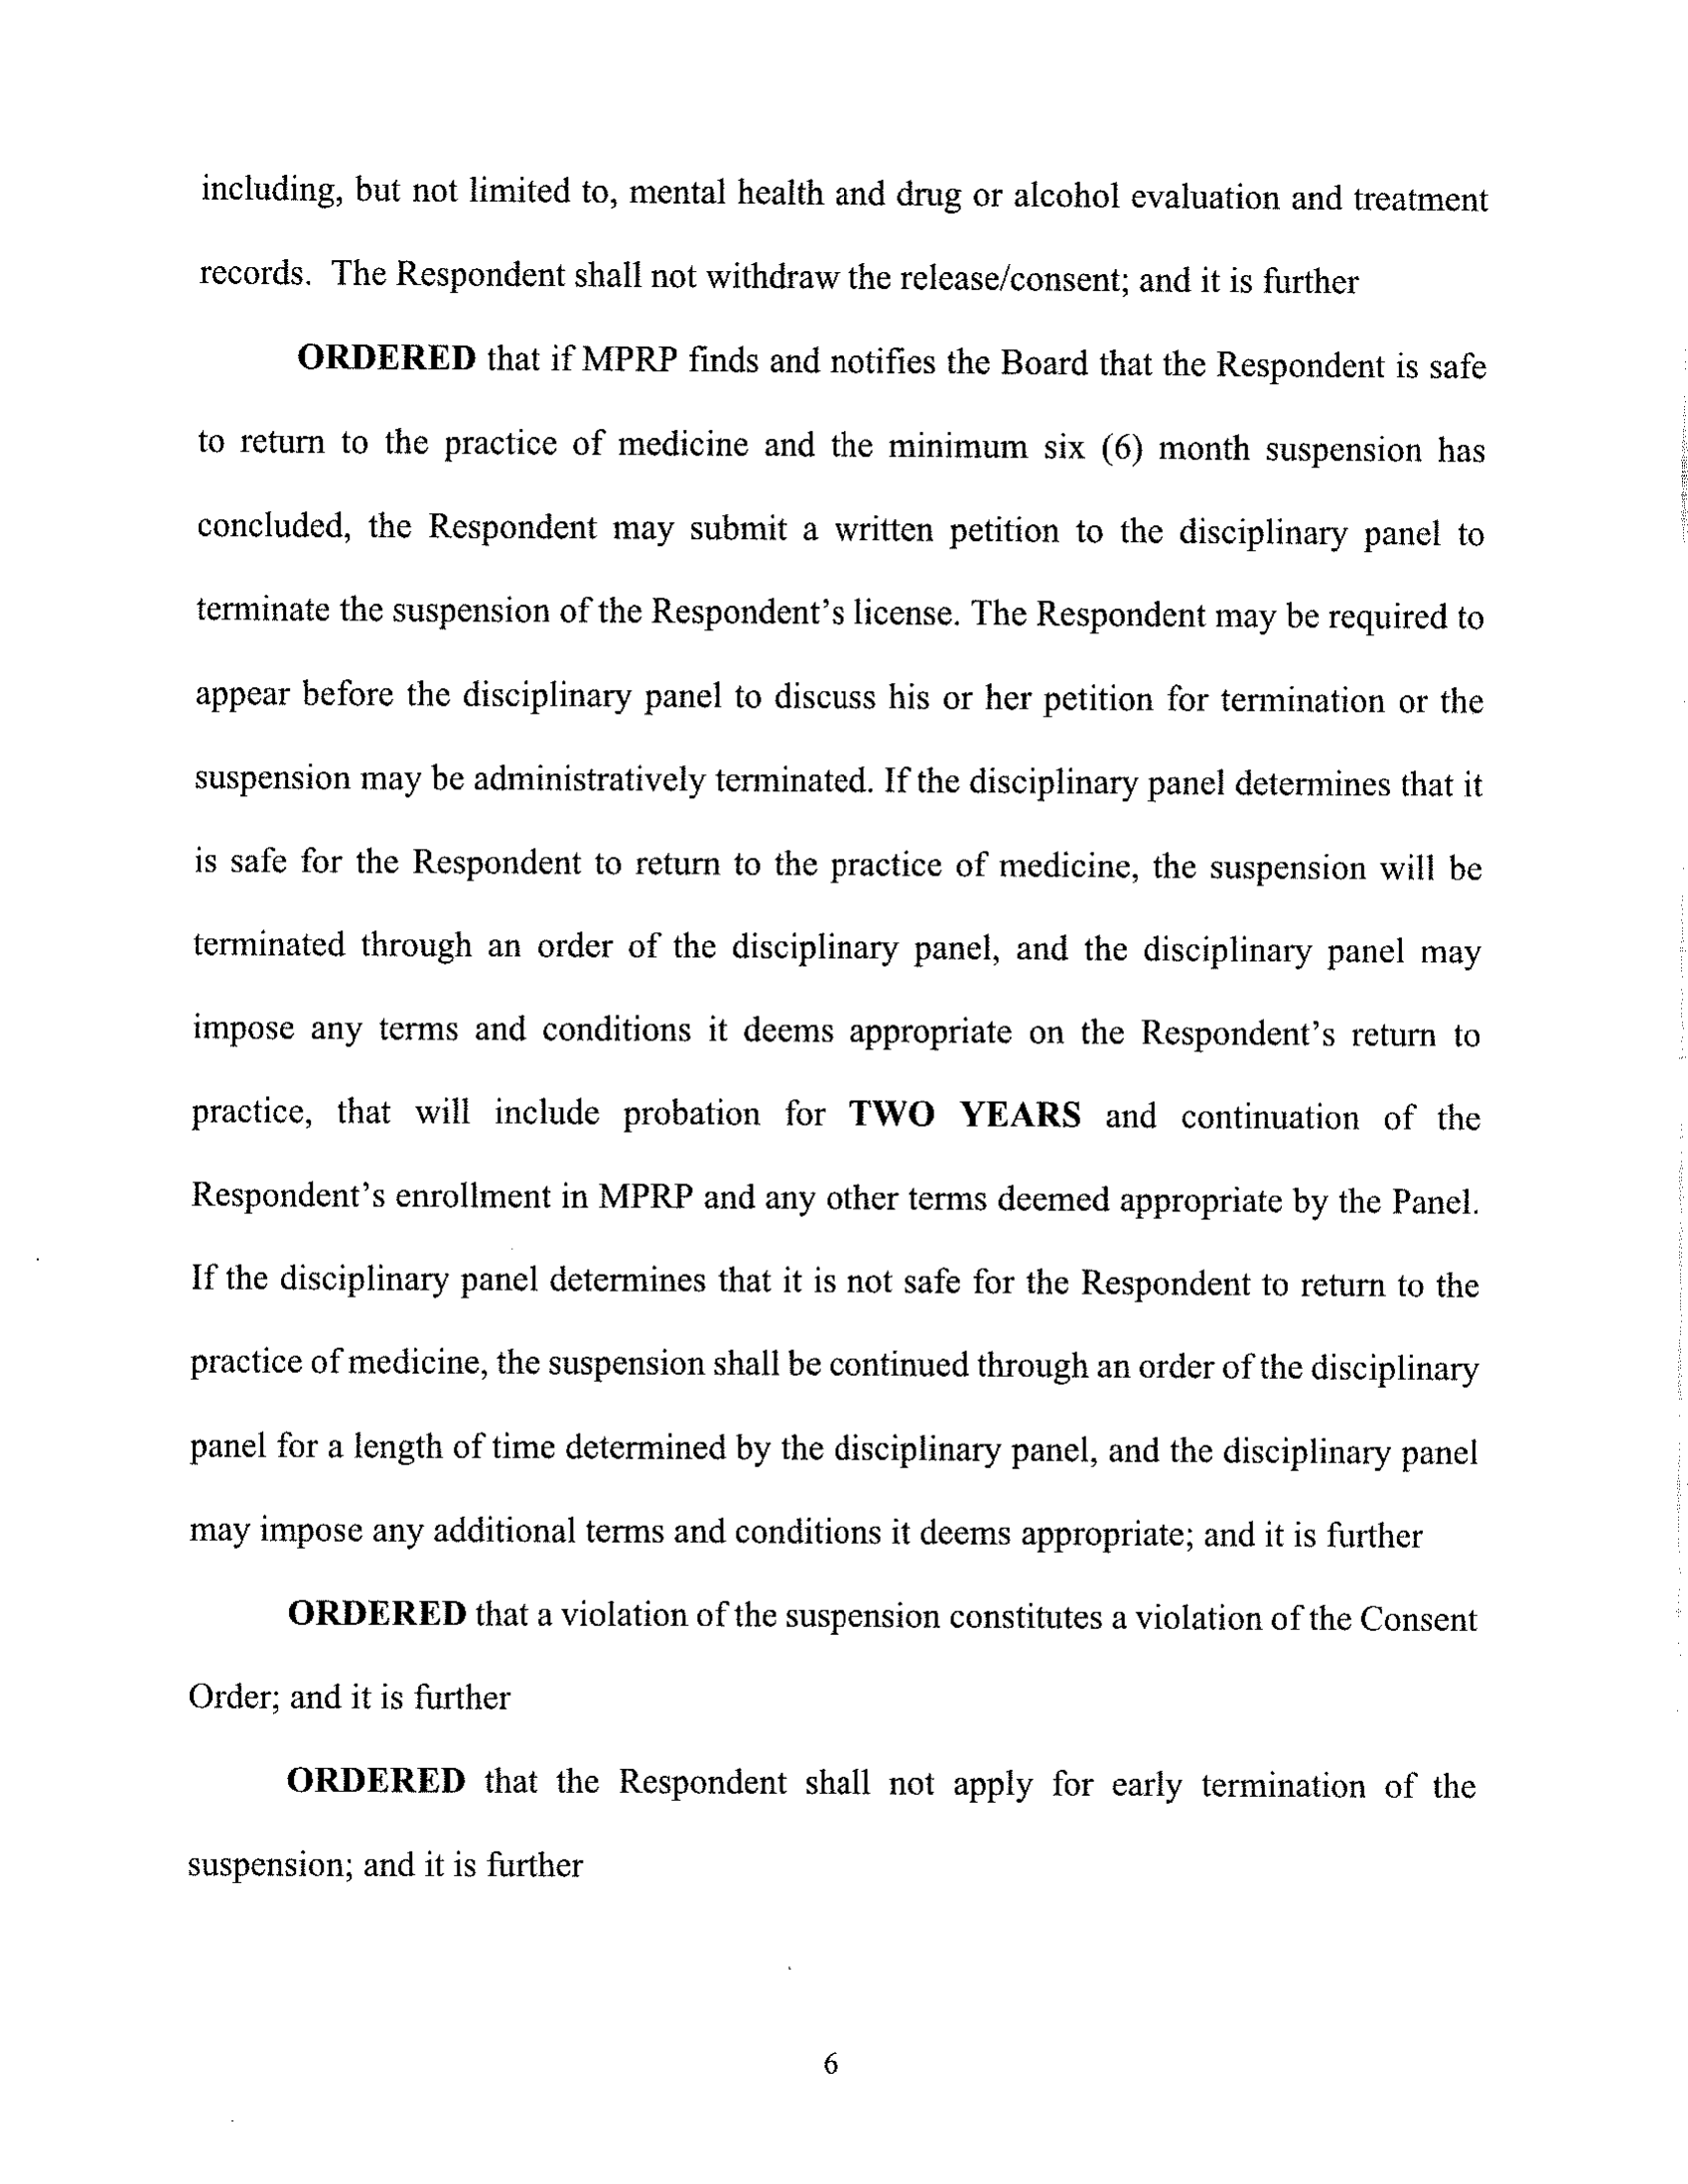 including, but not limited to, mental health and drug or alcohol evaluation and treatment
records. The Respondent shall not withdraw the release/consent; and it is further
ORDERED that if MPRP finds and notifies the Board that the Respondent is safe
to return to the practice of medicine and the minimum six (6) month suspension has
concluded, the Respondent may submit a written petition to the disciplinary panel to
terminate the suspension of the Respondent's license. The Respondent may be required to
appear before the disciplinary panel to discuss his or her petition for termination or the
suspension may be administratively terminated. If the disciplinary panel determines that it
is safe for the Respondent to return to the practice of medicine, the suspension will be
terminated through an order of the disciplinary panel, and the disciplinary panel may
impose any terms and conditions it deems appropriate on the Respondent's return to
practice, that will include probation for TWO YEARS and continuation of the
Respondent's enrollment in MPRP and any other terms deemed appropriate by the Panel.
If the disciplinary panel determines that it is not safe for the Respondent to return to the
practice of medicine, the suspension shall be continued through an order of the disciplinary
panel for a length of time determined by the disciplinary panel, and the disciplinary panel
may impose any additional terms and conditions it deems appropriate; and it is further
ORDERED that a violation of the suspension constitutes a violation of the Consent
Order; and it is further
ORDERED that the Respondent shall not apply for early termination of the
suspension; and it is further
6